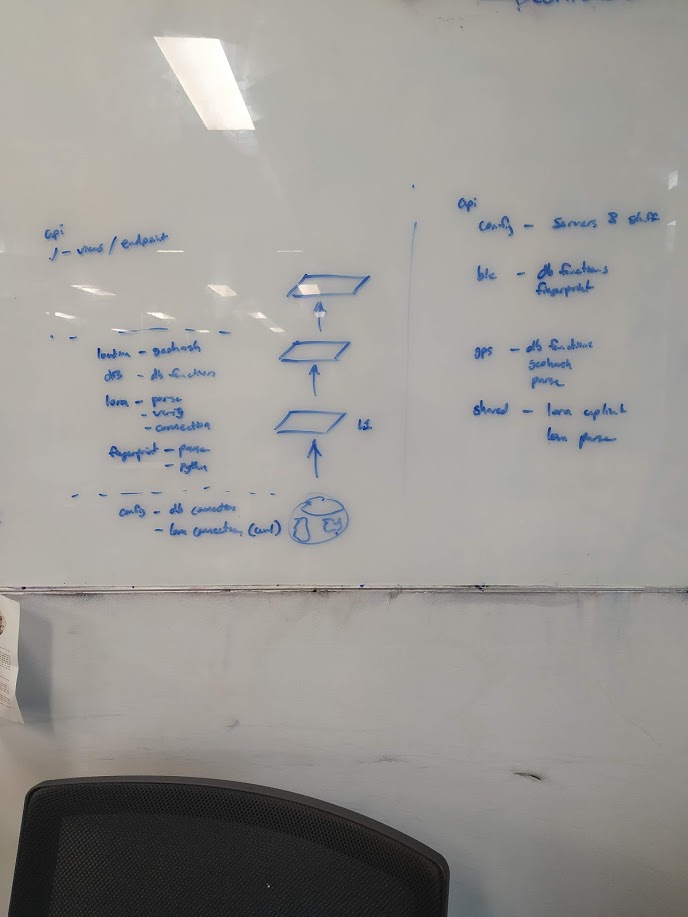 api
./ - views / endpoint
location - geohash
db - db functions
lora - parse
- verify
- connection
fingerprint - parse
- python
config - db connection
- lora connection (curl)
L1
api
config - servers & stuff
ble - db functions
fingerprint
gps - db functions
geohash
parse
shared - lora uplink
lora parse